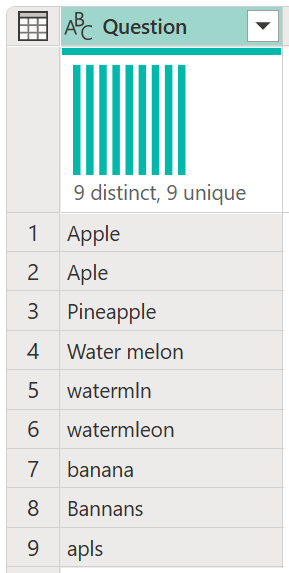 ABC Question
9 distinct, 9 unique
1 Apple
2 Aple
3 Pineapple
4 Water melon
5 watermln
6 watermleon
7 banana
8 Bannans
9 apls